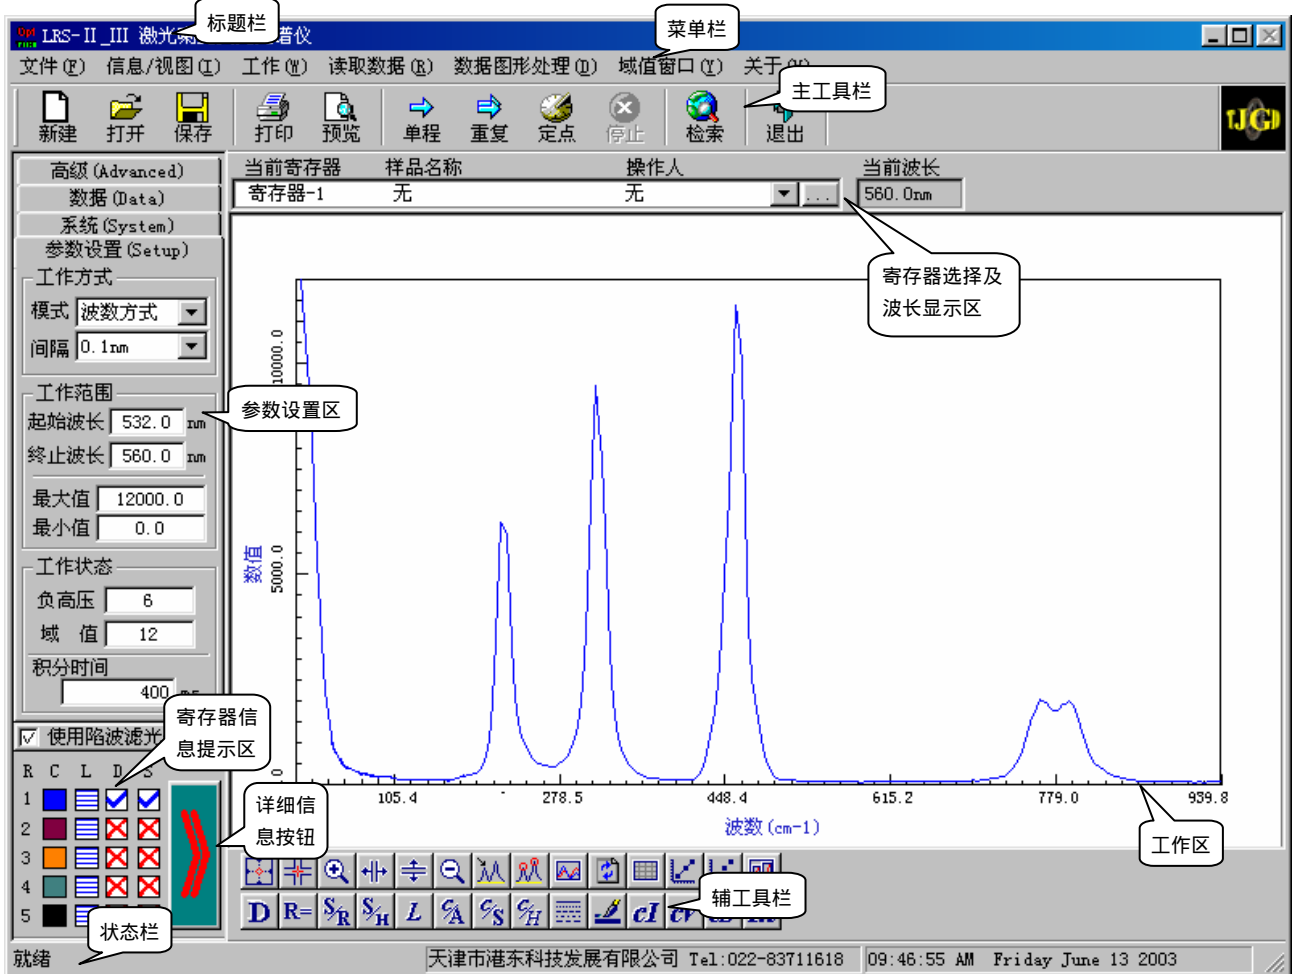 标题栏
菜单栏
LRS-II_III 激光 谱仪
文件(F) 信息/视图(I) 工作(W) 读取数据(R) 数据图形处理(D) 域值窗口(Y) 关于
主工具栏
新建 打开 保存 打印 预览 单程 重复 定点 停止 检索 退出
TJGD
高级(Advanced)
数据(Data)
系统(System)
参数设置(Setup)
当前寄存器 样品名称 操作人 当前波长
寄存器-1 无 无 ... 560.0nm
寄存器选择及
波长显示区
工作方式
模式 波数方式
间隔 0.1nm
工作范围
起始波长 532.0 nm
终止波长 560.0 nm
参数设置区
最大值 12000.0
最小值 0.0
工作状态
负高压 6
域 值 12
积分时间
400
使用陷波滤光
寄存器信
息提示区
R C L D S
1
2
3
4
5
详细信
息按钮
状态栏
10000.0
5000.0
数值
105.4 278.5 448.4 615.2 779.0 939.8
波数(cm-1)
工作区
辅工具栏
D R= S/R S/H L C/A C/S C/H cI cv
就绪 天津市港东科技发展有限公司 Tel:022-83711618 09:46:55 AM Friday June 13 2003